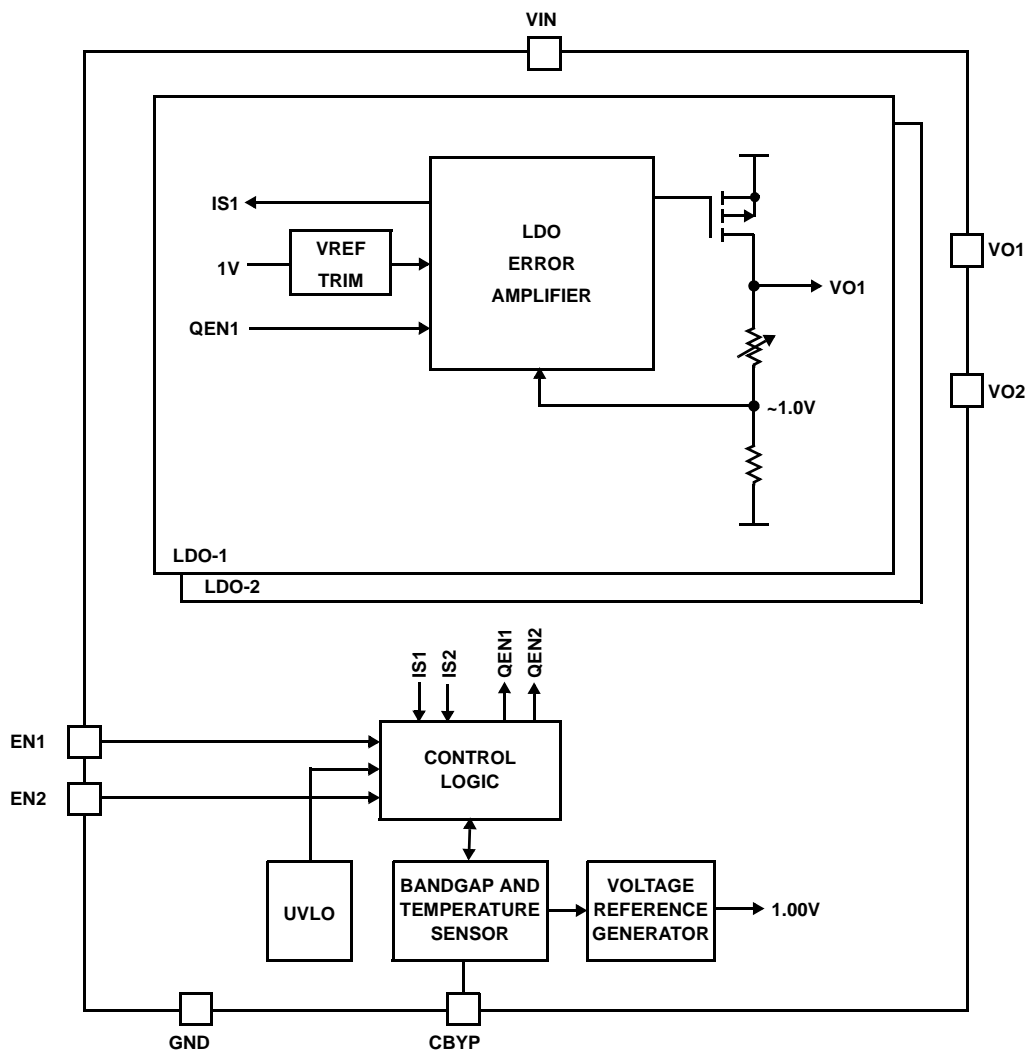 VIN
IS1
1V
VREF
TRIM
QEN1
LDO
ERROR
AMPLIFIER
VO1
~1.0V
LDO-1
LDO-2
VO1
VO2
IS1
IS2
QEN1
QEN2
EN1
EN2
CONTROL
LOGIC
UVLO
BANDGAP AND
TEMPERATURE
SENSOR
VOLTAGE
REFERENCE
GENERATOR
1.00V
GND
CBYP